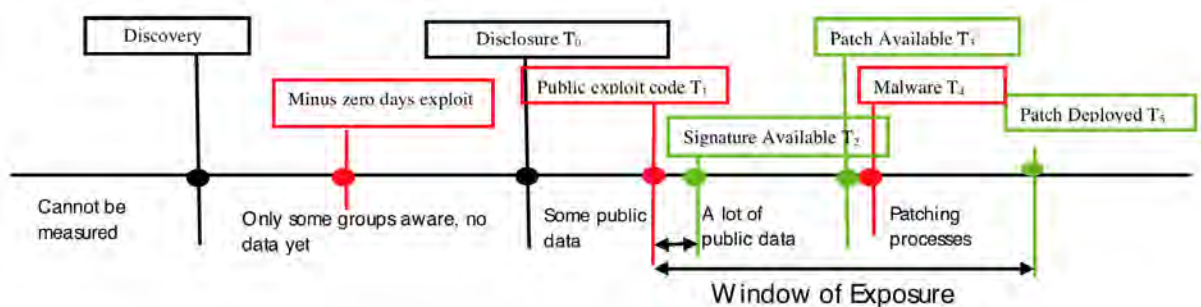 Discovery
Disclosure T₀
Patch Available T₃
Minus zero days exploit
Public exploit code T₁
Malware T₄
Signature Available T₂
Patch Deployed T₅
Cannot be
measured
Only some groups aware, no
data yet
Some public
data
A lot of
public data
Patching
processes
Window of Exposure